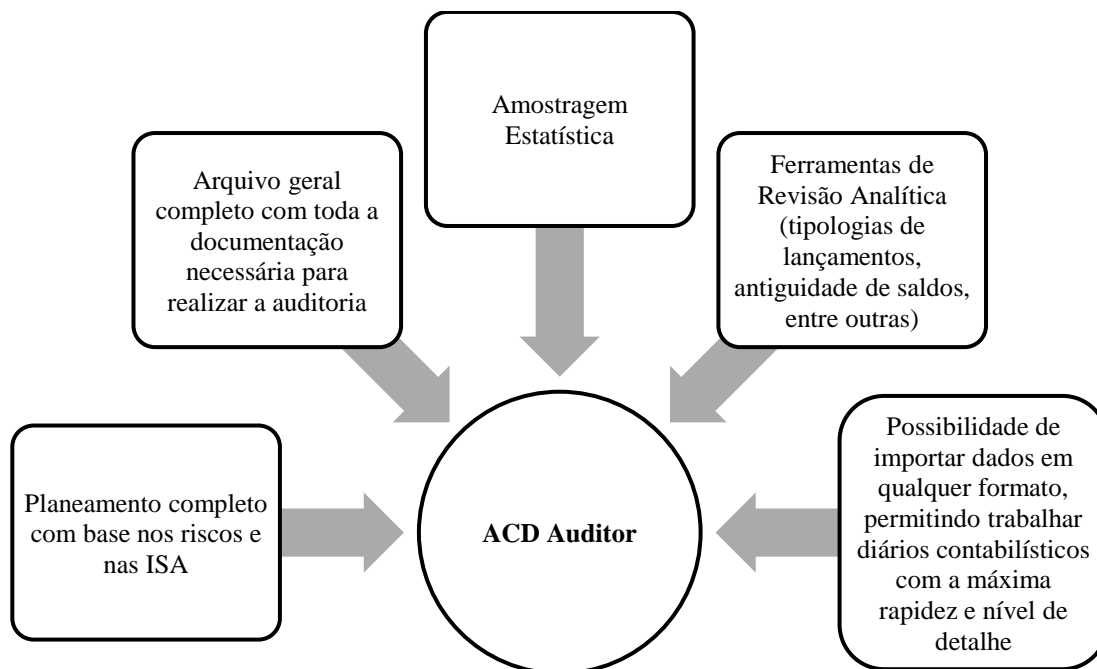 Amostragem
Estatística
Arquivo geral
completo com toda a
documentação
necessária para
realizar a auditoria
Ferramentas de
Revisão Analítica
(tipologias de
lançamentos,
antiguidade de saldos,
entre outras)
Planeamento completo
com base nos riscos e
nas ISA
ACD Auditor
Possibilidade de
importar dados em
qualquer formato,
permitindo trabalhar
diários contabilísticos
com a máxima
rapidez e nível de
detalhe